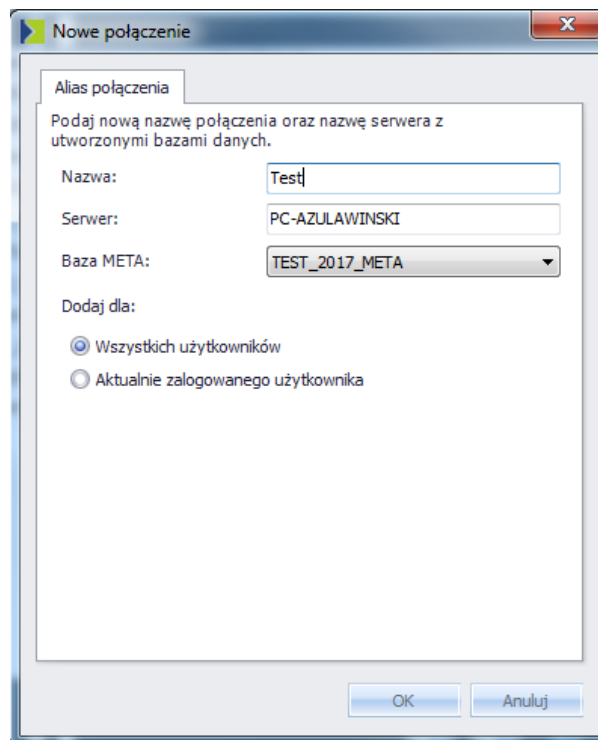 Nowe połączenie
Alias połączenia
Podaj nową nazwę połączenia oraz nazwę serwera z
utworzonymi bazami danych.
Nazwa: Test
Serwer: PC-AZULAWINSKI
Baza META: TEST_2017_META
Dodaj dla:
Wszystkich użytkowników
Aktualnie zalogowanego użytkownika
OK Anuluj